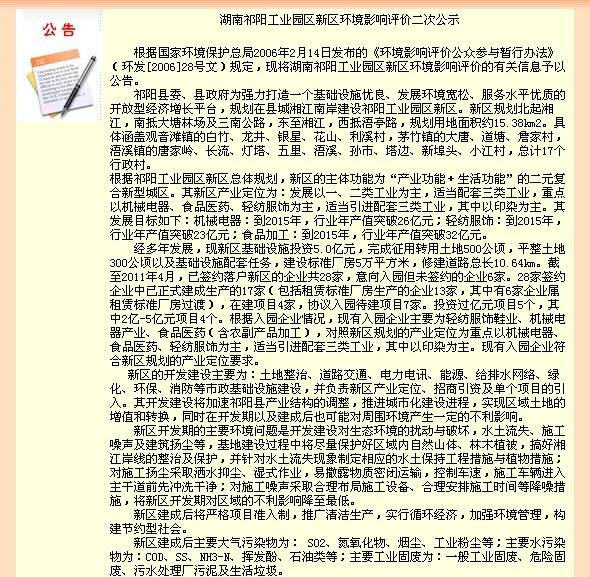 公告
湖南祁阳工业园区新区环境影响评价二次公示
根据国家环境保护总局2006年2月14日发布的《环境影响评价公众参与暂行办法》
（环发[2006]28号文）规定，现将湖南祁阳工业园区新区环境影响评价的有关信息予以
公告。
祁阳县委、县政府为强力打造一个基础设施优良、发展环境宽松、服务水平优质的
开放型经济增长平台，规划在县城湘江南岸建设祁阳工业园区新区。新区规划北起湘
江，南抵大塘林场及三南公路，东至湘江，西抵浯亭路，规划用地面积约15.38km2。具
体涵盖观音滩镇的白竹、龙井、银星、花山、利溪村，茅竹镇的大唐、道塘、詹家村，
浯溪镇的唐家岭、长流、灯塔、五里、浯溪、孙市、塔边、新埠头、小江村，总计17个
行政村。
根据祁阳工业园区新区总体规划，新区的主体功能为“产业功能＋生活功能”的二元复
合新型城区。其新区产业定位为：发展以一、二类工业为主，适当配套三类工业，重点
以机械电器、食品医药、轻纺服饰为主，适当引进配套三类工业，其中以印染为主。其
发展目标如下：机械电器：到2015年，行业年产值突破26亿元；轻纺服饰：到2015年，
行业年产值突破23亿元；食品加工：到2015年，行业年产值突破32亿元。
经多年发展，现新区基础设施投资5.0亿元，完成征用转用土地500公顷，平整土地
300公顷以及基础设施配套任务，建设标准厂房5万平方米，修建道路总长10.64km。截
至2011年4月，已签约落户新区的企业共28家，意向入园但未签约的企业6家。28家签约
企业中已正式建成生产的17家（包括租赁标准厂房生产的企业13家，其中有6家企业属
租赁标准厂房过渡），在建项目4家，协议入园待建项目7家。投资过亿元项目5个，其
中2亿-5亿元项目4个。根据入园企业情况，现有入园企业主要为轻纺服饰鞋业、机械电
器产业、食品医药（含农副产品加工），对照新区规划的产业定位为重点以机械电器、
食品医药、轻纺服饰为主，适当引进配套三类工业，其中以印染为主。现有入园企业符
合新区规划的产业定位要求。
新区的开发建设主要为：土地整治、道路交通、电力电讯、能源、给排水网络、绿
化、环保、消防等市政基础设施建设，并负责新区产业定位、招商引资及单个项目的引
入。其开发建设将加速祁阳县产业结构的调整，推进城市化建设进程，实现区域土地的
增值和转换，同时在开发期以及建成后也可能对周围环境产生一定的不利影响。
新区开发期的主要环境问题是开发建设对生态环境的扰动与破坏，水土流失、施工
噪声及建筑扬尘等，基地建设过程中将尽量保护好区域内自然山体、林木植被，搞好湘
江岸线的整治及保护，并针对水土流失现象制定相应的水土保持工程措施与植物措施；
对施工扬尘采取洒水抑尘、湿式作业，易散露物质密闭运输，控制车速，施工车辆进入
主干道前先冲洗干净；对施工噪声采取合理布局施工设备、合理安排施工时间等降噪措
施，将新区开发期对区域的不利影响降至最低。
新区建成后将严格项目准入制，推广清洁生产，实行循环经济，加强环境管理，构
建节约型社会。
新区建成后主要大气污染物为： SO2、氮氧化物、烟尘、工业粉尘等；主要水污染
物为：COD、SS、NH3-N、挥发酚、石油类等；主要工业固废为：一般工业固废、危险固
废、污水处理厂污泥及生活垃圾。